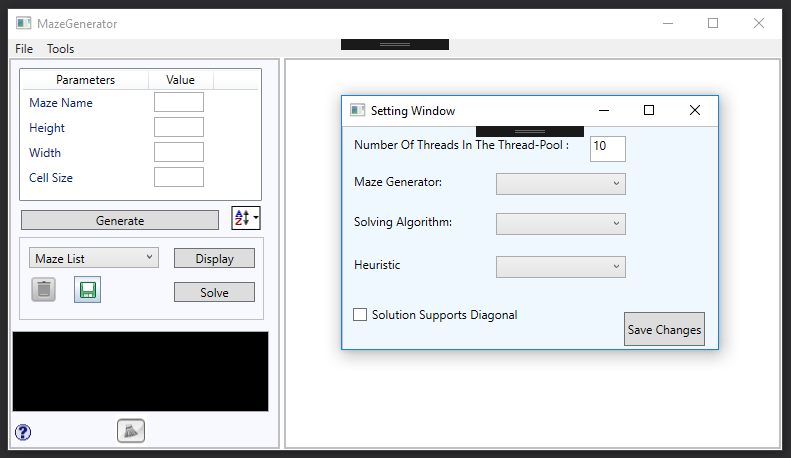 MazeGenerator
File Tools
Parameters Value
Maze Name
Height
Width
Cell Size
Generate
A
Z
Maze List
Display
Solve
?
Setting Window
Number Of Threads In The Thread-Pool : 10
Maze Generator:
Solving Algorithm:
Heuristic
Solution Supports Diagonal
Save Changes